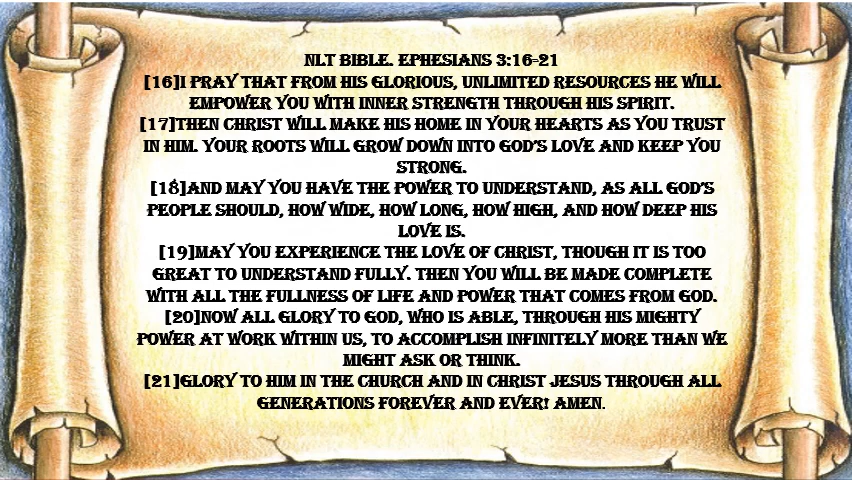 NLT BIBLE. EPHESIANS 3:16-21
[16]I PRAY THAT FROM HIS GLORIOUS, UNLIMITED RESOURCES HE WILL
EMPOWER YOU WITH INNER STRENGTH THROUGH HIS SPIRIT.
[17]THEN CHRIST WILL MAKE HIS HOME IN YOUR HEARTS AS YOU TRUST
IN HIM. YOUR ROOTS WILL GROW DOWN INTO GOD'S LOVE AND KEEP YOU
STRONG.
[18]AND MAY YOU HAVE THE POWER TO UNDERSTAND, AS ALL GOD'S
PEOPLE SHOULD, HOW WIDE, HOW LONG, HOW HIGH, AND HOW DEEP HIS
LOVE IS.
[19]MAY YOU EXPERIENCE THE LOVE OF CHRIST, THOUGH IT IS TOO
GREAT TO UNDERSTAND FULLY. THEN YOU WILL BE MADE COMPLETE
WITH ALL THE FULLNESS OF LIFE AND POWER THAT COMES FROM GOD.
[20]NOW ALL GLORY TO GOD, WHO IS ABLE, THROUGH HIS MIGHTY
POWER AT WORK WITHIN US, TO ACCOMPLISH INFINITELY MORE THAN WE
MIGHT ASK OR THINK.
[21]GLORY TO HIM IN THE CHURCH AND IN CHRIST JESUS THROUGH ALL
GENERATIONS FOREVER AND EVER! AMEN.